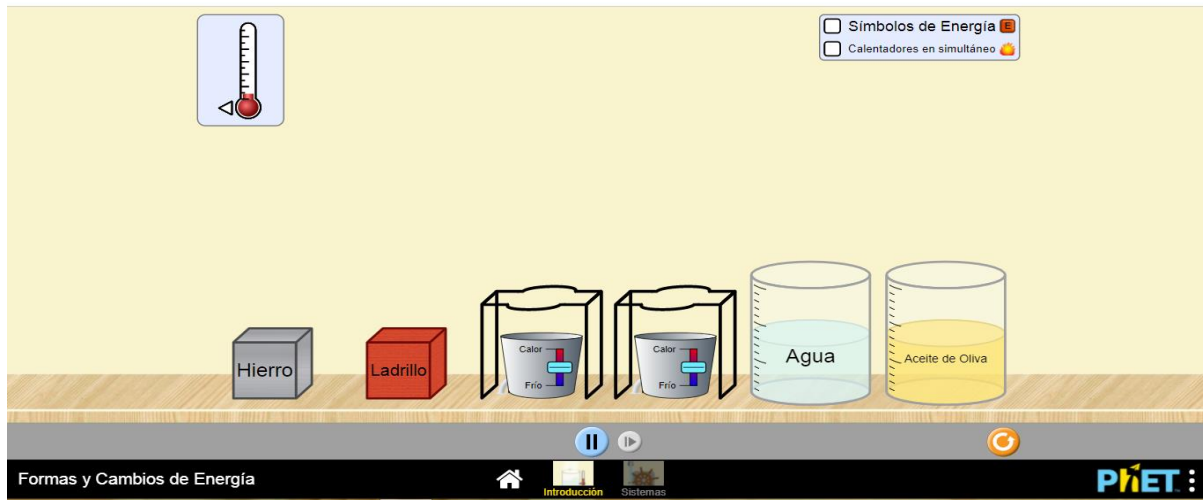 Símbolos de Energía E
Calentadores en simultáneo
Hierro
Ladrillo
Calor
Frío
Calor
Frío
Agua
Aceite de Oliva
Formas y Cambios de Energía
Introducción
Sistemas
PhET